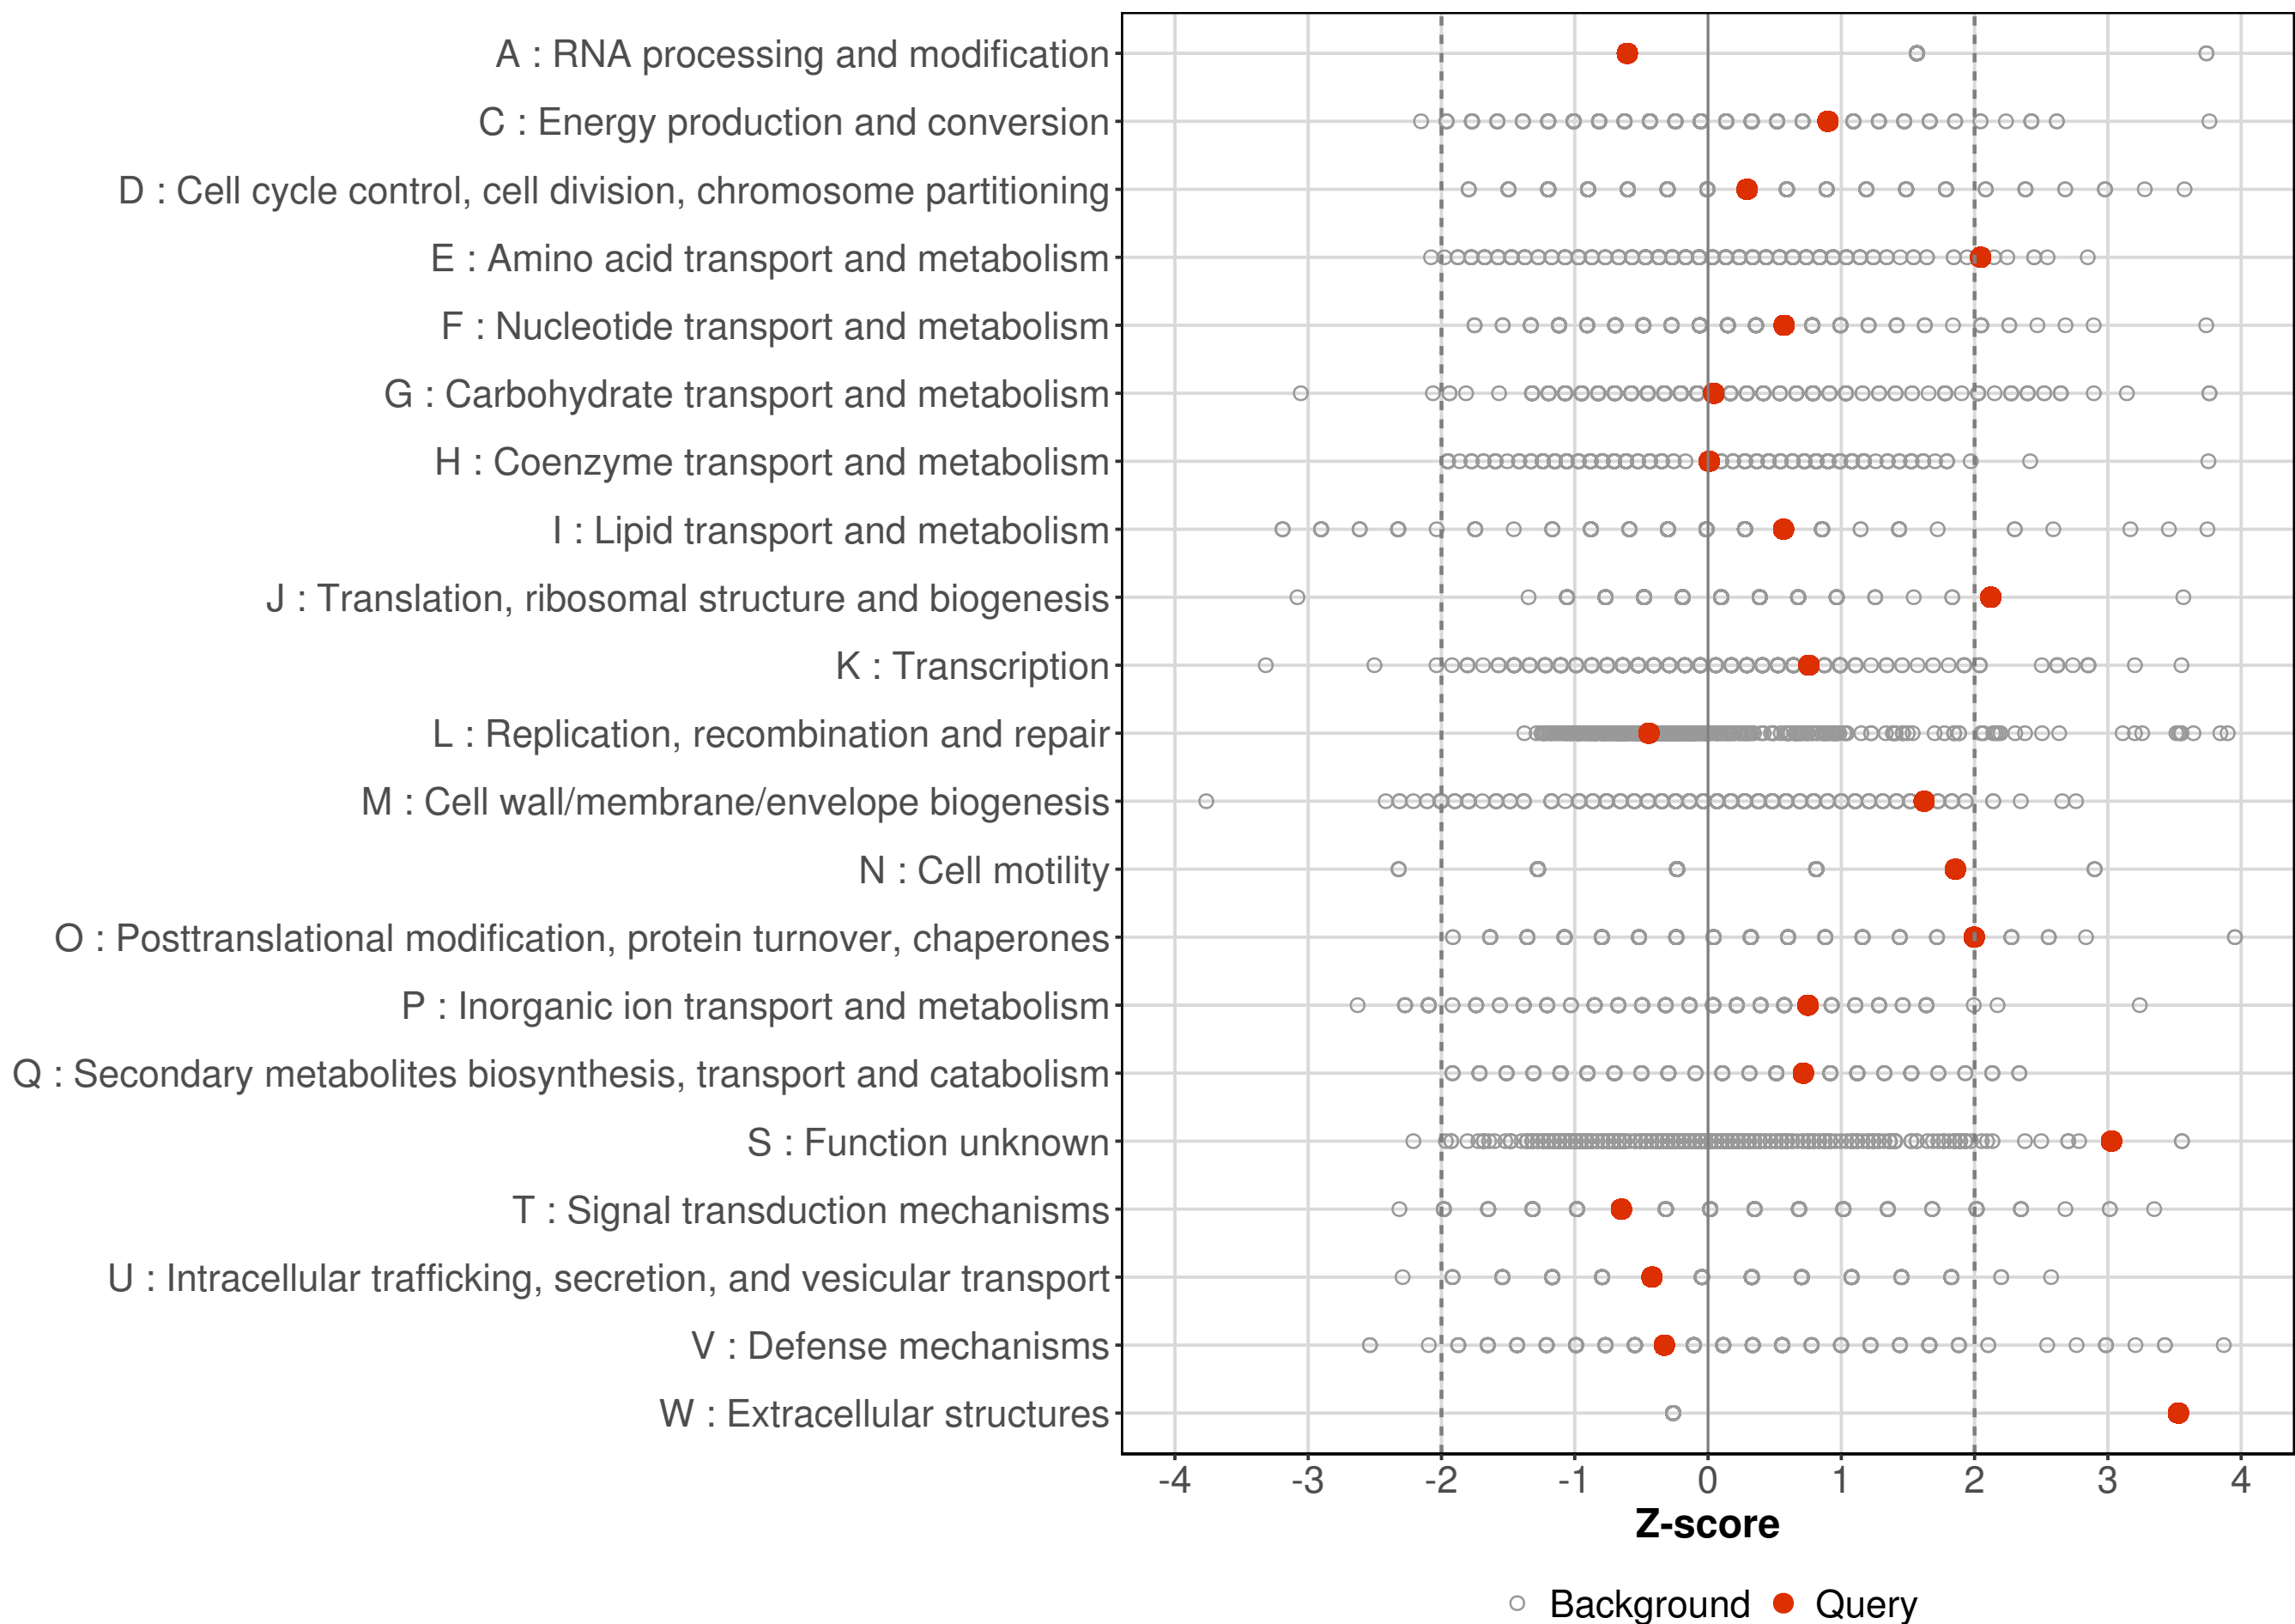 A : RNA processing and modification
C : Energy production and conversion
D : Cell cycle control, cell division, chromosome partitioning
E : Amino acid transport and metabolism
F : Nucleotide transport and metabolism
G : Carbohydrate transport and metabolism
H : Coenzyme transport and metabolism
I : Lipid transport and metabolism
J : Translation, ribosomal structure and biogenesis
K : Transcription
L : Replication, recombination and repair
M : Cell wall/membrane/envelope biogenesis
N : Cell motility
O : Posttranslational modification, protein turnover, chaperones
P : Inorganic ion transport and metabolism
Q : Secondary metabolites biosynthesis, transport and catabolism
S : Function unknown
T : Signal transduction mechanisms
U : Intracellular trafficking, secretion, and vesicular transport
V : Defense mechanisms
W : Extracellular structures
-4 -3 -2 -1 0 1 2 3 4
Z-score
Background Query